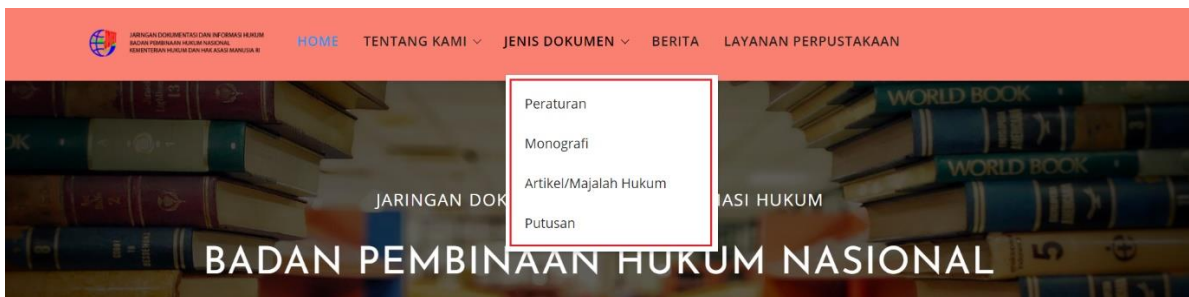 JARINGAN DOKUMENTASI DAN INFORMASI HUKUM
BADAN PEMBINAAN HUKUM NASIONAL
KEMENTERIAN HUKUM DAN HAK ASASI MANUSIA RI
HOME TENTANG KAMI JENIS DOKUMEN BERITA LAYANAN PERPUSTAKAAN
Peraturan
Monografi
Artikel/Majalah Hukum
Putusan
WORLD BOOK
WORLD BOOK
JARINGAN DOK ASI HUKUM
BADAN PEMBINAAN HUKUM NASIONAL
13
5